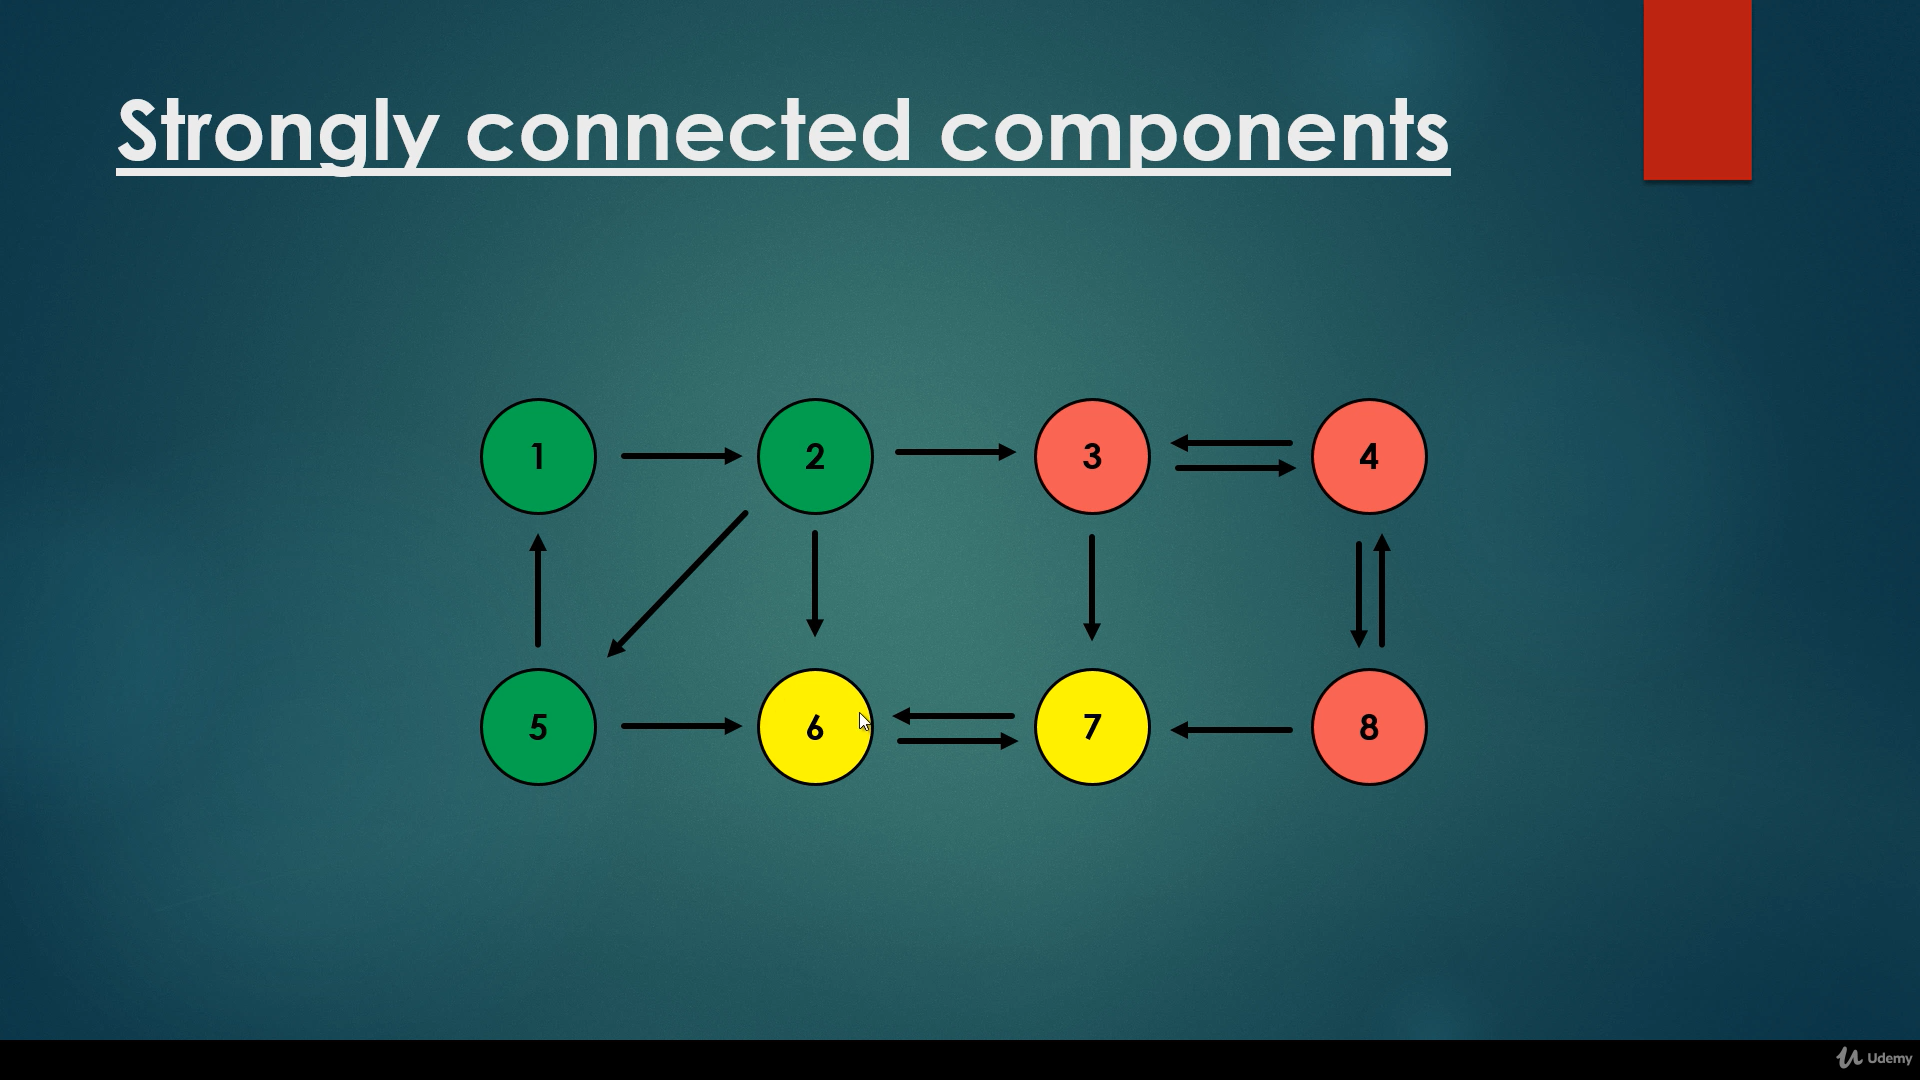 Strongly connected components
1 2 3 4
5 6 7 8
Udemy